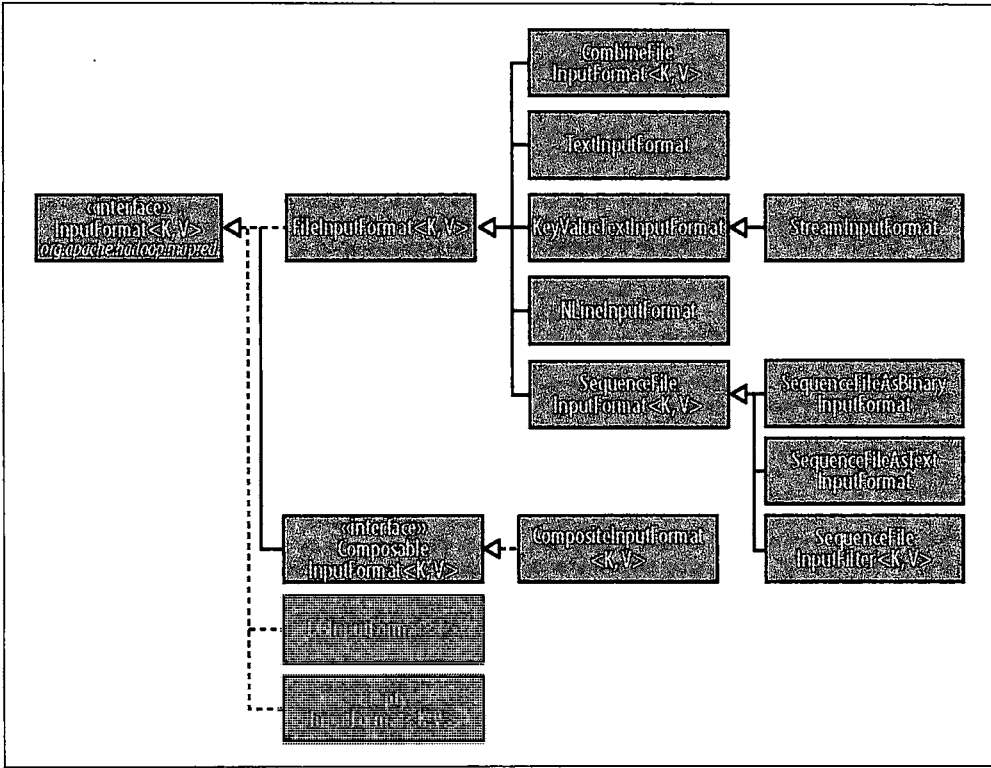 CombineFile
InputFormat<K, V>
TextInputFormat
«interface»
InputFormat<K, V>
org.apache.hadoop.mapred
FileInputFormat<K, V>
KeyValueTextInputFormat
StreamInputFormat
NLineInputFormat
SequenceFile
InputFormat<K, V>
SequenceFileAsBinary
InputFormat
SequenceFileAsText
InputFormat
SequenceFile
InputFilter<K, V>
«interface»
Composable
InputFormat<K, V>
CompositeInputFormat
<K, V>